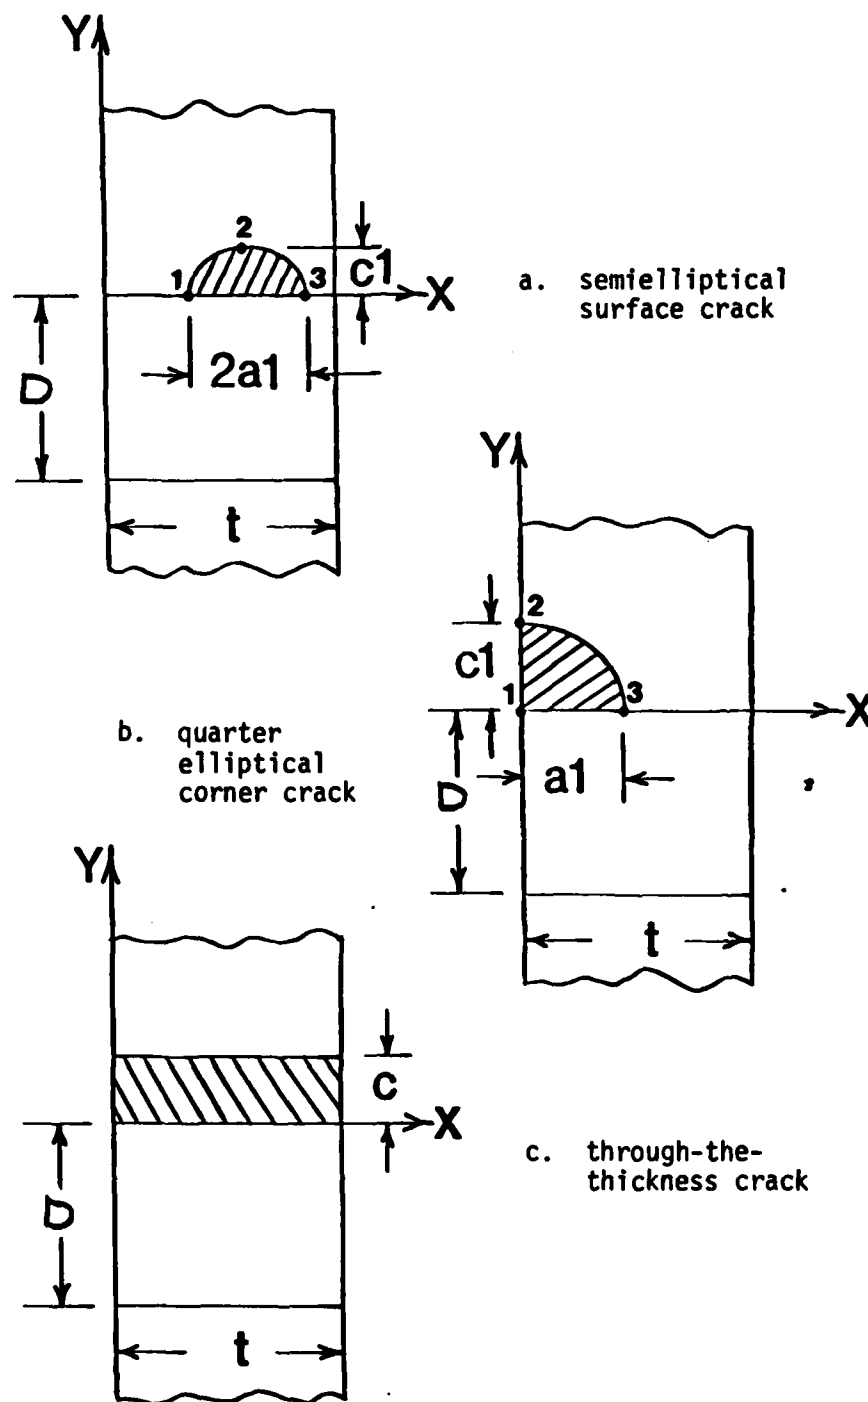 Y
2
1
3
c1
X
2a1
D
t
a. semielliptical
surface crack
Y
2
c1
1
3
X
a1
D
t
b. quarter
elliptical
corner crack
Y
c
X
D
t
c. through-the-
thickness crack